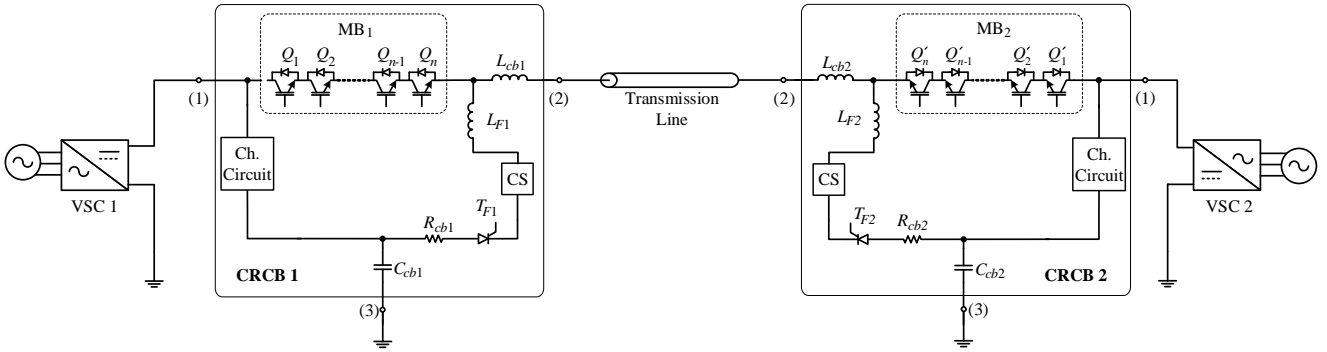 MB1
MB2
Q1 Q2 Qn-1 Qn
Lcb1
Lcb2
Q′n Q′n-1 Q′2 Q′1
(1)
(2)
Transmission
Line
(2)
(1)
LF1
LF2
Ch.
Circuit
CS
CS
Ch.
Circuit
VSC 1
VSC 2
Rcb1
TF1
TF2
Rcb2
CRCB 1
Ccb1
Ccb2
CRCB 2
(3)
(3)